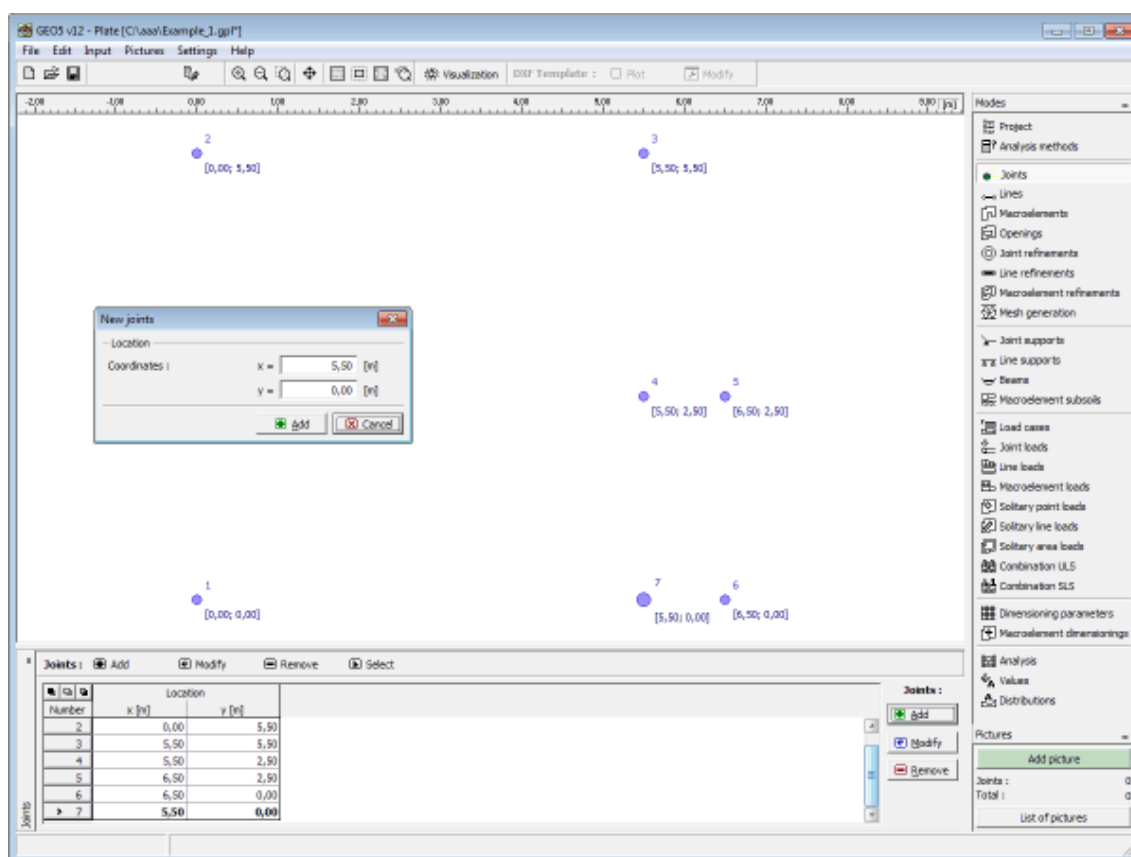 GEO5 v12 - Plate [C:\aaa\Example_1.gpl*]
File Edit Input Pictures Settings Help
Visualization DXF Template : Plot Modify
-2,00 -1,00 0,00 1,00 2,00 3,00 4,00 5,00 6,00 7,00 8,00 9,00 [m]
2
[0,00; 5,50]
3
[5,50; 5,50]
New joints
Location
Coordinates :
x = 5,50 [m]
y = 0,00 [m]
Add Cancel
4
[5,50; 2,50]
5
[6,50; 2,50]
1
[0,00; 0,00]
7
[5,50; 0,00]
6
[6,50; 0,00]
Modes
Project
Analysis methods
Joints
Lines
Macroelements
Openings
Joint refinements
Line refinements
Macroelement refinements
Mesh generation
Joint supports
Line supports
Beams
Macroelement subsoils
Load cases
Joint loads
Line loads
Macroelement loads
Solitary point loads
Solitary line loads
Solitary area loads
Combination ULS
Combination SLS
Dimensioning parameters
Macroelement dimensionings
Analysis
Values
Distributions
Pictures
Add picture
Joints : 0
Total : 0
List of pictures
Joints : Add Modify Remove Select
Location
Number x [m] y [m]
2 0,00 5,50
3 5,50 5,50
4 5,50 2,50
5 6,50 2,50
6 6,50 0,00
> 7 5,50 0,00
Joints :
Add
Modify
Remove
Joints